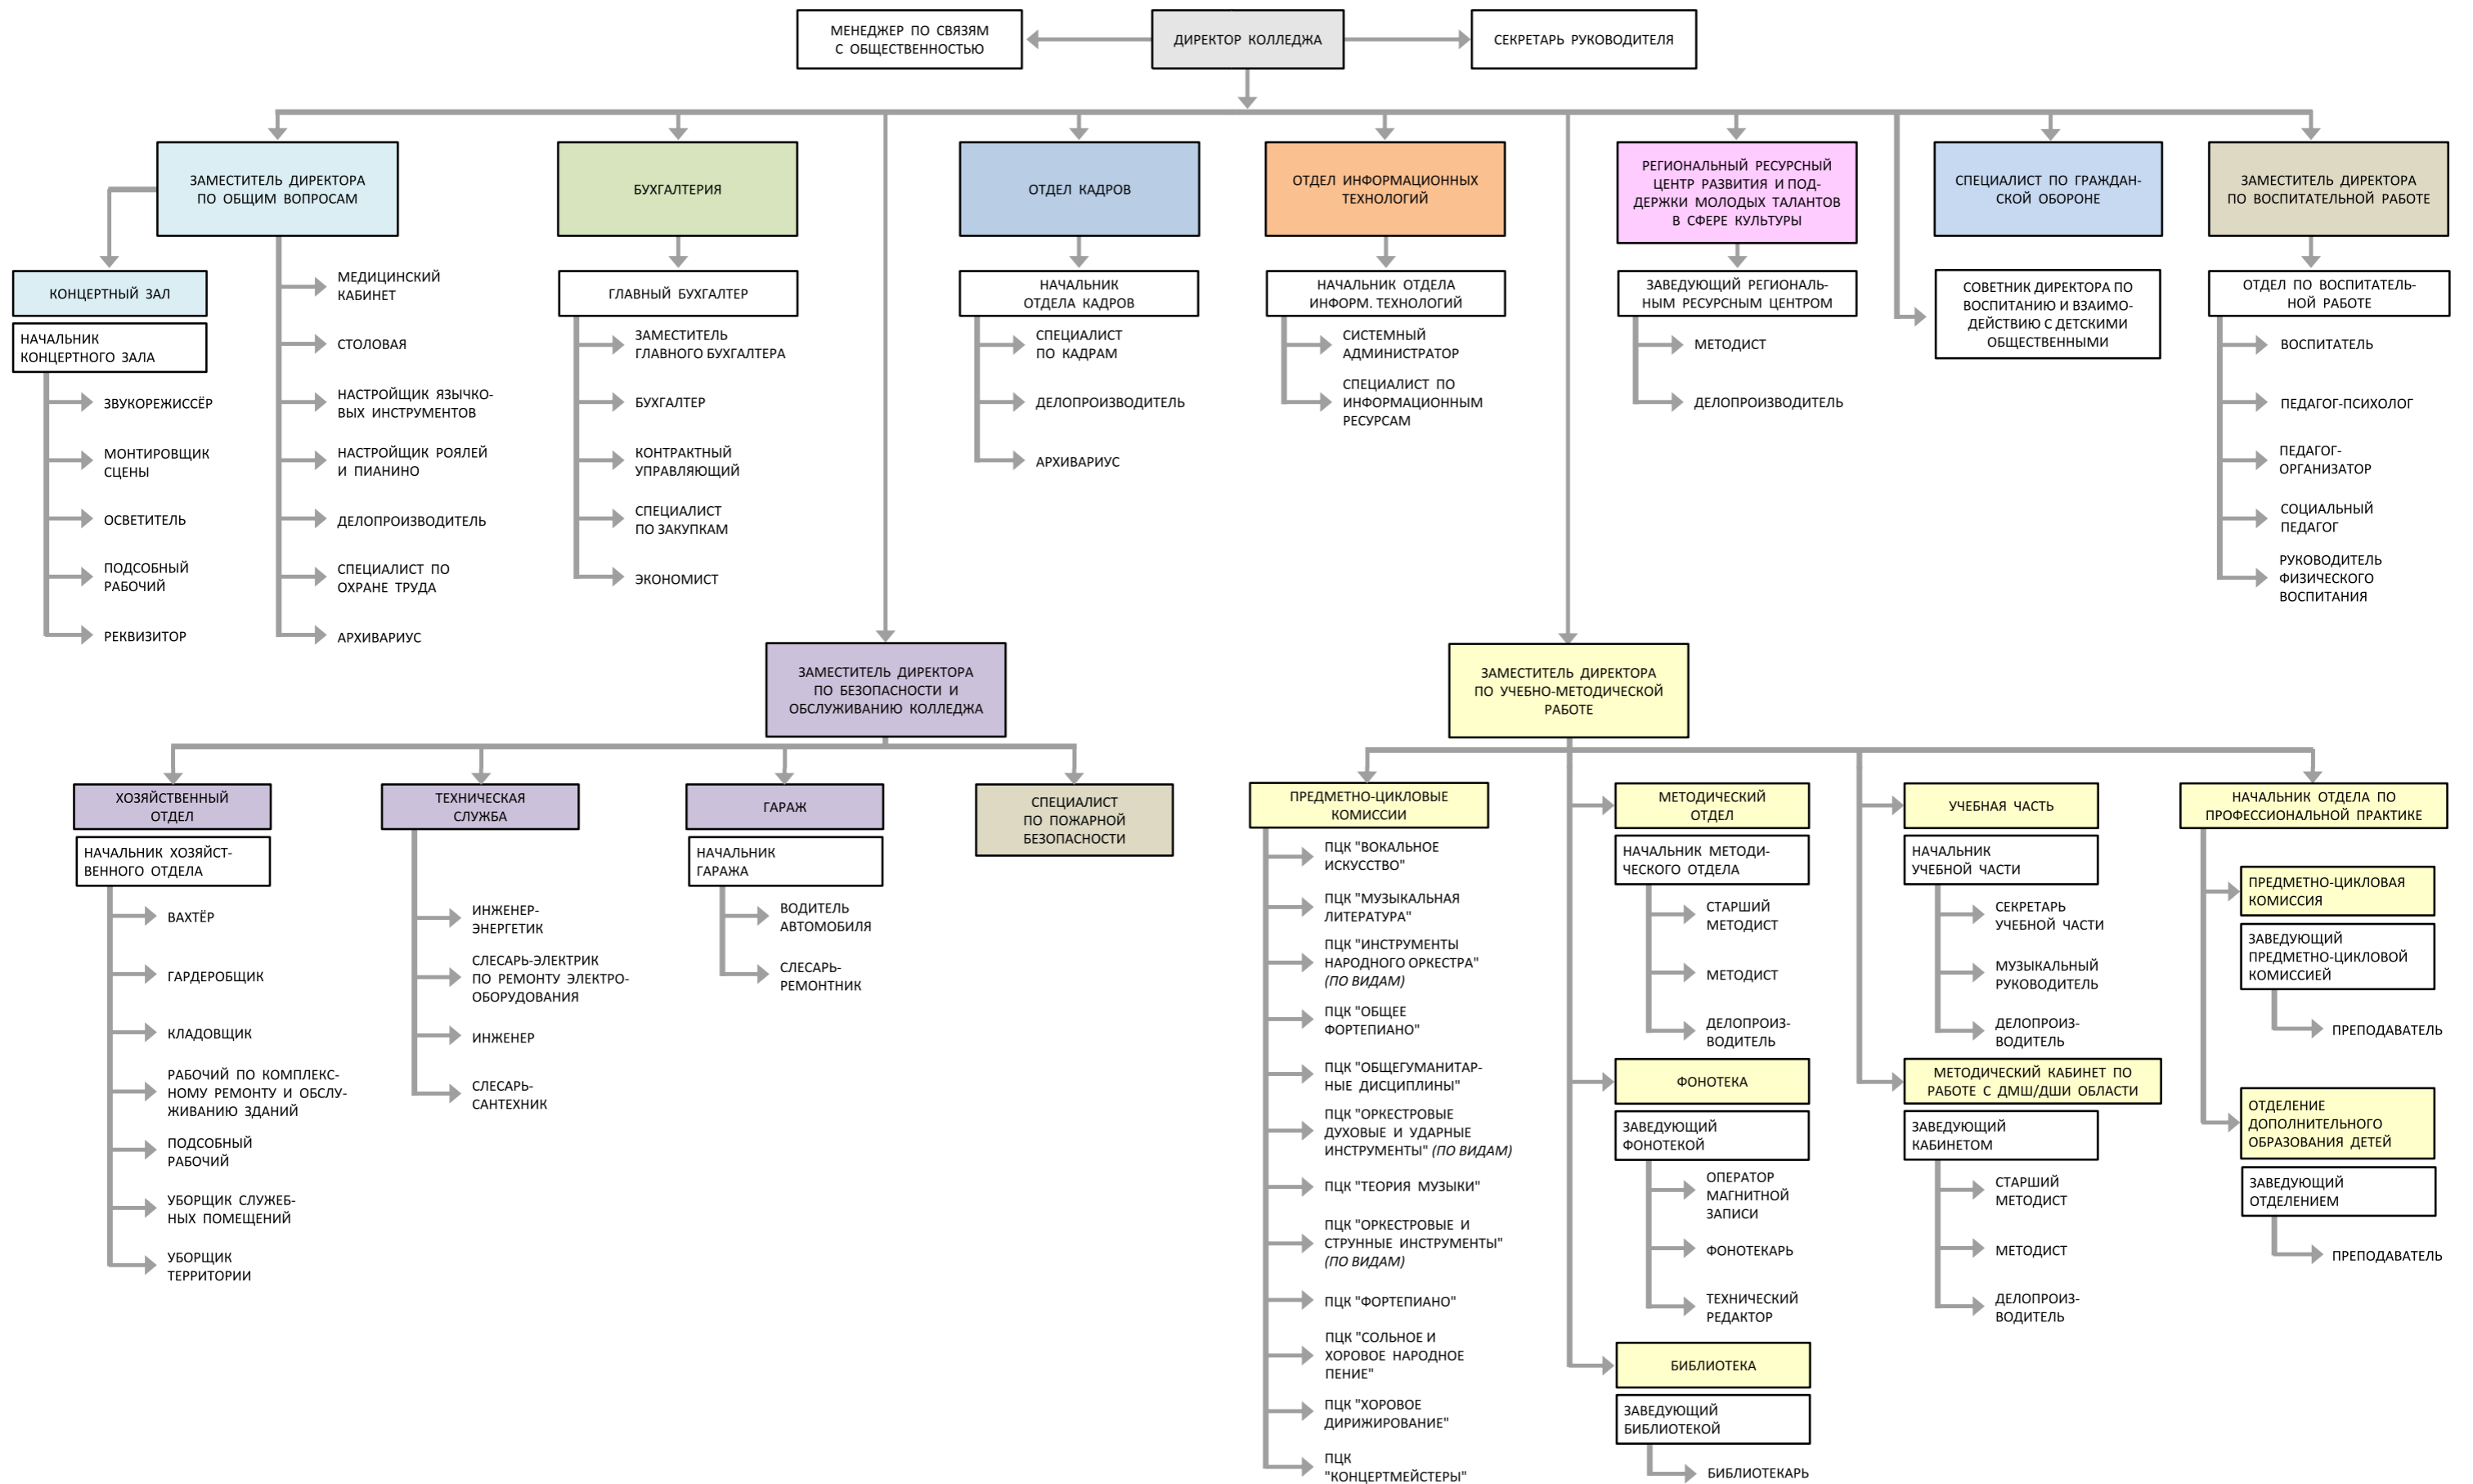 МЕНЕДЖЕР ПО СВЯЗЯМ
С ОБЩЕСТВЕННОСТЬЮ
ДИРЕКТОР КОЛЛЕДЖА
СЕКРЕТАРЬ РУКОВОДИТЕЛЯ
ЗАМЕСТИТЕЛЬ ДИРЕКТОРА
ПО ОБЩИМ ВОПРОСАМ
БУХГАЛТЕРИЯ
ОТДЕЛ КАДРОВ
ОТДЕЛ ИНФОРМАЦИОННЫХ
ТЕХНОЛОГИЙ
РЕГИОНАЛЬНЫЙ РЕСУРСНЫЙ
ЦЕНТР РАЗВИТИЯ И ПОД-
ДЕРЖКИ МОЛОДЫХ ТАЛАНТОВ
В СФЕРЕ КУЛЬТУРЫ
СПЕЦИАЛИСТ ПО ГРАЖДАН-
СКОЙ ОБОРОНЕ
ЗАМЕСТИТЕЛЬ ДИРЕКТОРА
ПО ВОСПИТАТЕЛЬНОЙ РАБОТЕ
КОНЦЕРТНЫЙ ЗАЛ
НАЧАЛЬНИК
КОНЦЕРТНОГО ЗАЛА
ЗВУКОРЕЖИССЁР
МОНТИРОВЩИК
СЦЕНЫ
ОСВЕТИТЕЛЬ
ПОДСОБНЫЙ
РАБОЧИЙ
РЕКВИЗИТОР
МЕДИЦИНСКИЙ
КАБИНЕТ
СТОЛОВАЯ
НАСТРОЙЩИК ЯЗЫЧКО-
ВЫХ ИНСТРУМЕНТОВ
НАСТРОЙЩИК РОЯЛЕЙ
И ПИАНИНО
ДЕЛОПРОИЗВОДИТЕЛЬ
СПЕЦИАЛИСТ ПО
ОХРАНЕ ТРУДА
АРХИВАРИУС
ГЛАВНЫЙ БУХГАЛТЕР
ЗАМЕСТИТЕЛЬ
ГЛАВНОГО БУХГАЛТЕРА
БУХГАЛТЕР
КОНТРАКТНЫЙ
УПРАВЛЯЮЩИЙ
СПЕЦИАЛИСТ
ПО ЗАКУПКАМ
ЭКОНОМИСТ
НАЧАЛЬНИК
ОТДЕЛА КАДРОВ
СПЕЦИАЛИСТ
ПО КАДРАМ
ДЕЛОПРОИЗВОДИТЕЛЬ
АРХИВАРИУС
НАЧАЛЬНИК ОТДЕЛА
ИНФОРМ. ТЕХНОЛОГИЙ
СИСТЕМНЫЙ
АДМИНИСТРАТОР
СПЕЦИАЛИСТ ПО
ИНФОРМАЦИОННЫМ
РЕСУРСАМ
ЗАВЕДУЮЩИЙ РЕГИОНАЛЬ-
НЫМ РЕСУРСНЫМ ЦЕНТРОМ
МЕТОДИСТ
ДЕЛОПРОИЗВОДИТЕЛЬ
СОВЕТНИК ДИРЕКТОРА ПО
ВОСПИТАНИЮ И ВЗАИМО-
ДЕЙСТВИЮ С ДЕТСКИМИ
ОБЩЕСТВЕННЫМИ
ОТДЕЛ ПО ВОСПИТАТЕЛЬ-
НОЙ РАБОТЕ
ВОСПИТАТЕЛЬ
ПЕДАГОГ-ПСИХОЛОГ
ПЕДАГОГ-
ОРГАНИЗАТОР
СОЦИАЛЬНЫЙ
ПЕДАГОГ
РУКОВОДИТЕЛЬ
ФИЗИЧЕСКОГО
ВОСПИТАНИЯ
ЗАМЕСТИТЕЛЬ ДИРЕКТОРА
ПО БЕЗОПАСНОСТИ И
ОБСЛУЖИВАНИЮ КОЛЛЕДЖА
ЗАМЕСТИТЕЛЬ ДИРЕКТОРА
ПО УЧЕБНО-МЕТОДИЧЕСКОЙ
РАБОТЕ
ХОЗЯЙСТВЕННЫЙ
ОТДЕЛ
НАЧАЛЬНИК ХОЗЯЙСТ-
ВЕННОГО ОТДЕЛА
ВАХТЁР
ГАРДЕРОБЩИК
КЛАДОВЩИК
РАБОЧИЙ ПО КОМПЛЕКС-
НОМУ РЕМОНТУ И ОБСЛУ-
ЖИВАНИЮ ЗДАНИЙ
ПОДСОБНЫЙ
РАБОЧИЙ
УБОРЩИК СЛУЖЕБ-
НЫХ ПОМЕЩЕНИЙ
УБОРЩИК
ТЕРРИТОРИИ
ТЕХНИЧЕСКАЯ
СЛУЖБА
ИНЖЕНЕР-
ЭНЕРГЕТИК
СЛЕСАРЬ-ЭЛЕКТРИК
ПО РЕМОНТУ ЭЛЕКТРО-
ОБОРУДОВАНИЯ
ИНЖЕНЕР
СЛЕСАРЬ-
САНТЕХНИК
ГАРАЖ
НАЧАЛЬНИК
ГАРАЖА
ВОДИТЕЛЬ
АВТОМОБИЛЯ
СЛЕСАРЬ-
РЕМОНТНИК
СПЕЦИАЛИСТ
ПО ПОЖАРНОЙ
БЕЗОПАСНОСТИ
ПРЕДМЕТНО-ЦИКЛОВЫЕ
КОМИССИИ
ПЦК "ВОКАЛЬНОЕ
ИСКУССТВО"
ПЦК "МУЗЫКАЛЬНАЯ
ЛИТЕРАТУРА"
ПЦК "ИНСТРУМЕНТЫ
НАРОДНОГО ОРКЕСТРА"
(ПО ВИДАМ)
ПЦК "ОБЩЕЕ
ФОРТЕПИАНО"
ПЦК "ОБЩЕГУМАНИТАР-
НЫЕ ДИСЦИПЛИНЫ"
ПЦК "ОРКЕСТРОВЫЕ
ДУХОВЫЕ И УДАРНЫЕ
ИНСТРУМЕНТЫ" (ПО ВИДАМ)
ПЦК "ТЕОРИЯ МУЗЫКИ"
ПЦК "ОРКЕСТРОВЫЕ И
СТРУННЫЕ ИНСТРУМЕНТЫ"
(ПО ВИДАМ)
ПЦК "ФОРТЕПИАНО"
ПЦК "СОЛЬНОЕ И
ХОРОВОЕ НАРОДНОЕ
ПЕНИЕ"
ПЦК "ХОРОВОЕ
ДИРИЖИРОВАНИЕ"
ПЦК
"КОНЦЕРТМЕЙСТЕРЫ"
МЕТОДИЧЕСКИЙ
ОТДЕЛ
НАЧАЛЬНИК МЕТОДИ-
ЧЕСКОГО ОТДЕЛА
СТАРШИЙ
МЕТОДИСТ
МЕТОДИСТ
ДЕЛОПРОИЗ-
ВОДИТЕЛЬ
ФОНОТЕКА
ЗАВЕДУЮЩИЙ
ФОНОТЕКОЙ
ОПЕРАТОР
МАГНИТНОЙ
ЗАПИСИ
ФОНОТЕКАРЬ
ТЕХНИЧЕСКИЙ
РЕДАКТОР
БИБЛИОТЕКА
ЗАВЕДУЮЩИЙ
БИБЛИОТЕКОЙ
БИБЛИОТЕКАРЬ
УЧЕБНАЯ ЧАСТЬ
НАЧАЛЬНИК
УЧЕБНОЙ ЧАСТИ
СЕКРЕТАРЬ
УЧЕБНОЙ ЧАСТИ
МУЗЫКАЛЬНЫЙ
РУКОВОДИТЕЛЬ
ДЕЛОПРОИЗ-
ВОДИТЕЛЬ
МЕТОДИЧЕСКИЙ КАБИНЕТ ПО
РАБОТЕ С ДМШ/ДШИ ОБЛАСТИ
ЗАВЕДУЮЩИЙ
КАБИНЕТОМ
СТАРШИЙ
МЕТОДИСТ
МЕТОДИСТ
ДЕЛОПРОИЗ-
ВОДИТЕЛЬ
НАЧАЛЬНИК ОТДЕЛА ПО
ПРОФЕССИОНАЛЬНОЙ ПРАКТИКЕ
ПРЕДМЕТНО-ЦИКЛОВАЯ
КОМИССИЯ
ЗАВЕДУЮЩИЙ
ПРЕДМЕТНО-ЦИКЛОВОЙ
КОМИССИЕЙ
ПРЕПОДАВАТЕЛЬ
ОТДЕЛЕНИЕ
ДОПОЛНИТЕЛЬНОГО
ОБРАЗОВАНИЯ ДЕТЕЙ
ЗАВЕДУЮЩИЙ
ОТДЕЛЕНИЕМ
ПРЕПОДАВАТЕЛЬ